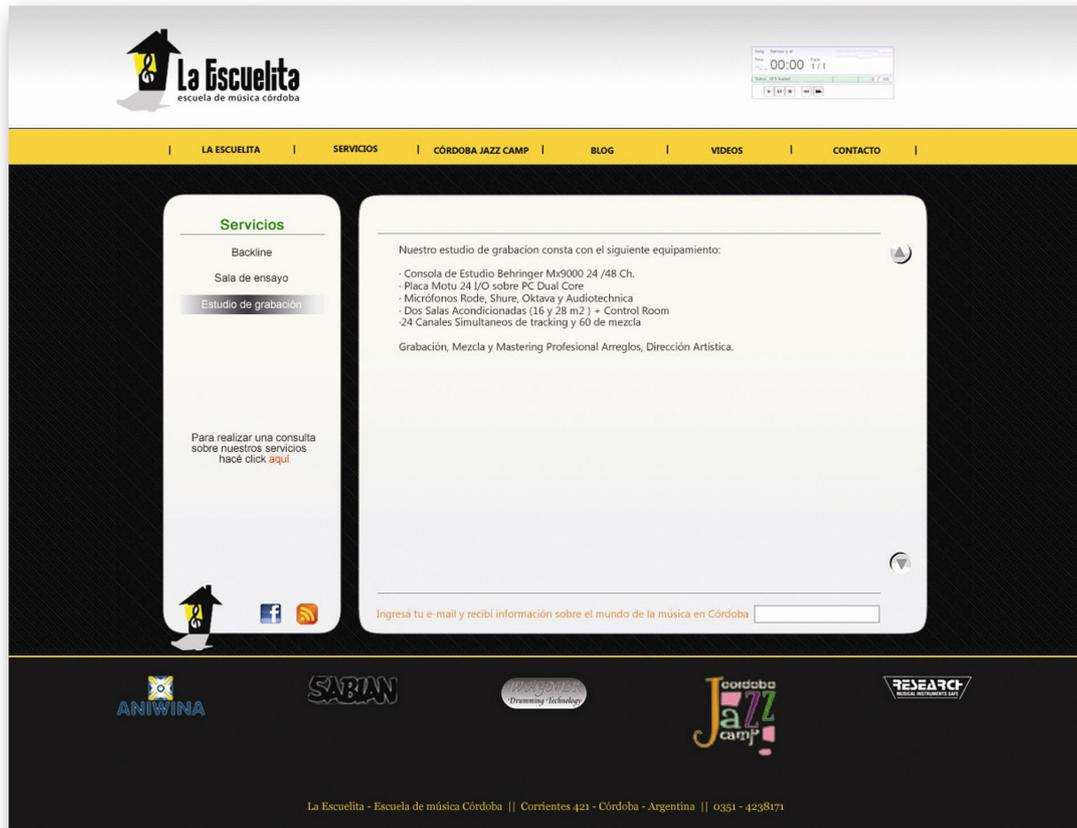 La Escuelita
escuela de música córdoba
00:00
1 / 1
| LA ESCUELITA | SERVICIOS | CÓRDOBA JAZZ CAMP | BLOG | VIDEOS | CONTACTO |
Servicios
Backline
Sala de ensayo
Estudio de grabación
Para realizar una consulta
sobre nuestros servicios
hacé click aquí
Nuestro estudio de grabacion consta con el siguiente equipamiento:
· Consola de Estudio Behringer Mx9000 24 /48 Ch.
· Placa Motu 24 I/O sobre PC Dual Core
· Micrófonos Rode, Shure, Oktava y Audiotechnica
· Dos Salas Acondicionadas (16 y 28 m2 ) + Control Room
·24 Canales Simultaneos de tracking y 60 de mezcla
Grabación, Mezcla y Mastering Profesional Arreglos, Dirección Artística.
Ingresá tu e-mail y recibí información sobre el mundo de la música en Córdoba
ANIWINA
SABIAN
Drumming Technology
cordoba
Jazz
camp
RESEARCH
MUSICAL INSTRUMENTS SAFE
La Escuelita - Escuela de música Córdoba || Corrientes 421 - Córdoba - Argentina || 0351 - 4238171